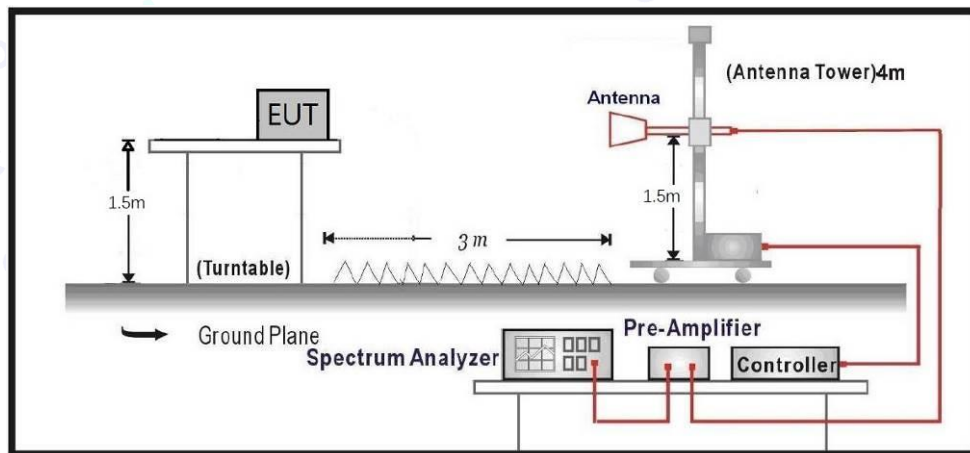 (Antenna Tower)4m
Antenna
EUT
1.5m
1.5m
3 m
(Turntable)
Ground Plane
Pre-Amplifier
Spectrum Analyzer
Controller